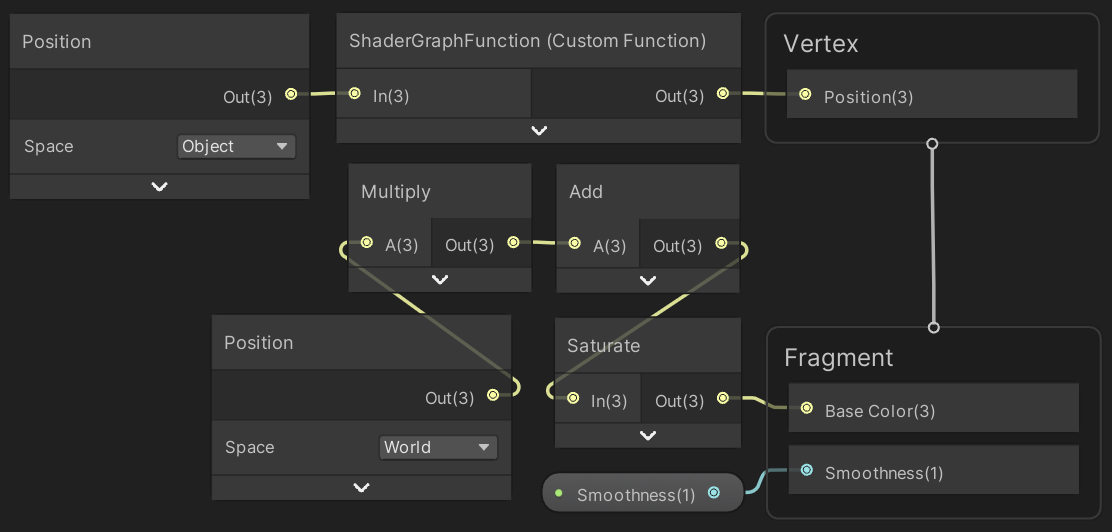 Position
Out(3)
Space
Object
ShaderGraphFunction (Custom Function)
In(3)
Out(3)
Vertex
Position(3)
Multiply
A(3)
Out(3)
Add
A(3)
Out(3)
Position
Out(3)
Space
World
Saturate
In(3)
Out(3)
Smoothness(1)
Fragment
Base Color(3)
Smoothness(1)